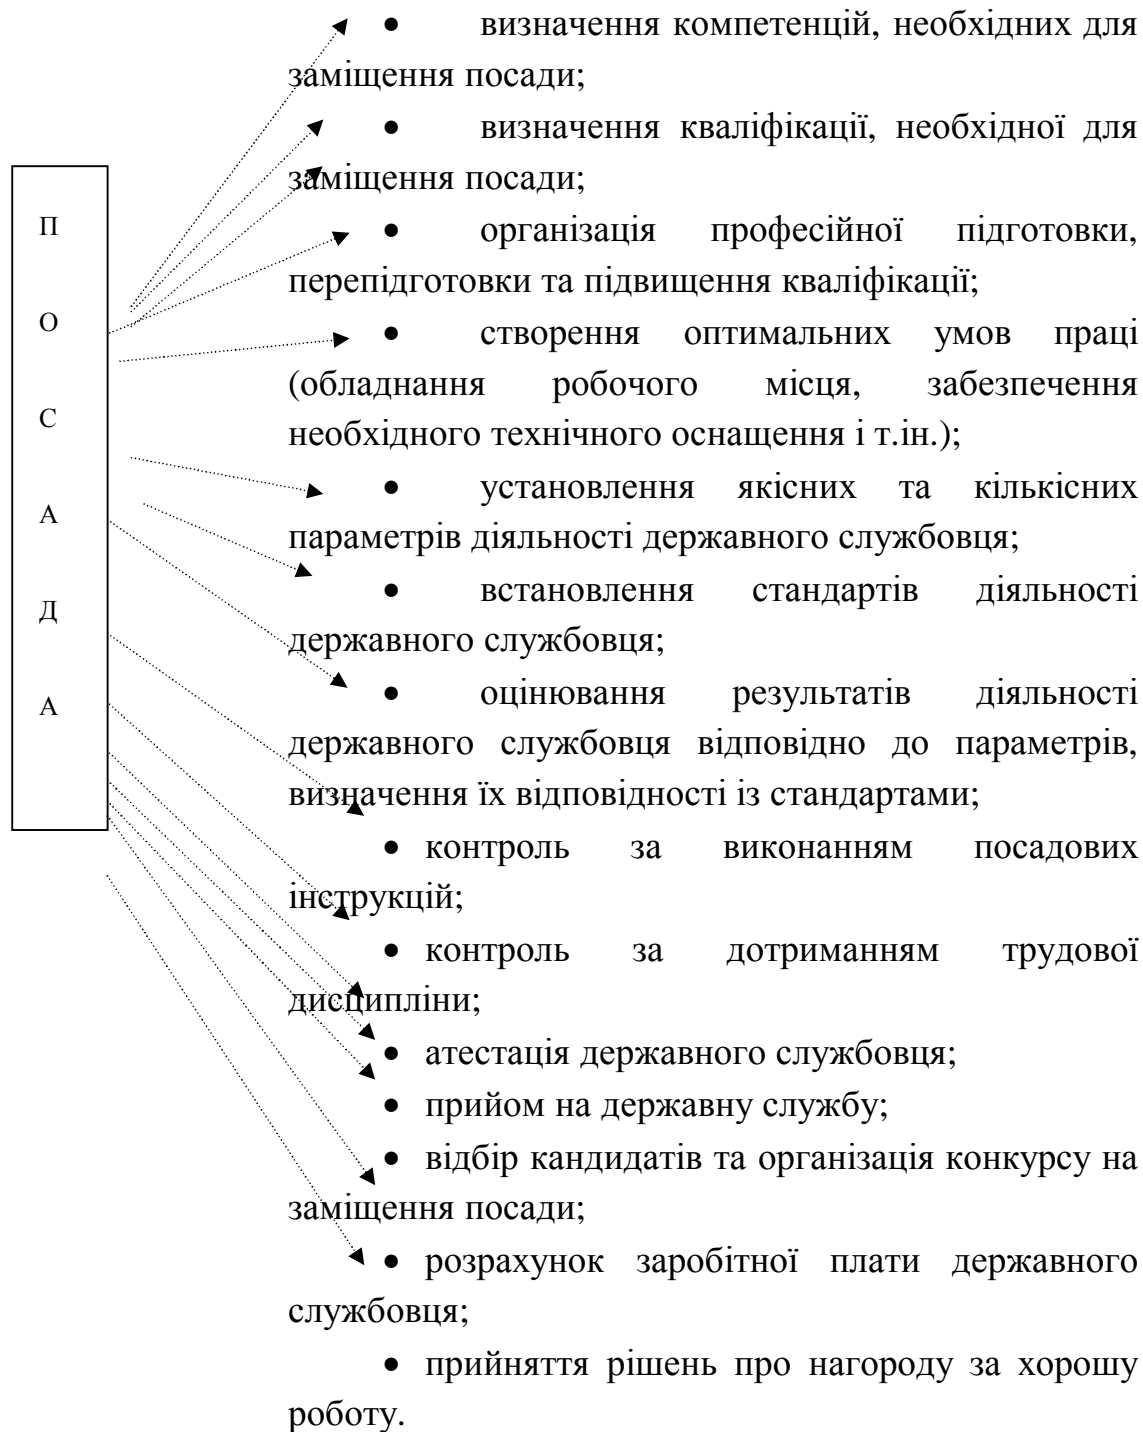 П
О
С
А
Д
А
• визначення компетенцій, необхідних для
заміщення посади;
• визначення кваліфікації, необхідної для
заміщення посади;
• організація професійної підготовки,
перепідготовки та підвищення кваліфікації;
• створення оптимальних умов праці
(обладнання робочого місця, забезпечення
необхідного технічного оснащення і т.ін.);
• установлення якісних та кількісних
параметрів діяльності державного службовця;
• встановлення стандартів діяльності
державного службовця;
• оцінювання результатів діяльності
державного службовця відповідно до параметрів,
визначення їх відповідності із стандартами;
• контроль за виконанням посадових
інструкцій;
• контроль за дотриманням трудової
дисципліни;
• атестація державного службовця;
• прийом на державну службу;
• відбір кандидатів та організація конкурсу на
заміщення посади;
• розрахунок заробітної плати державного
службовця;
• прийняття рішень про нагороду за хорошу
роботу.